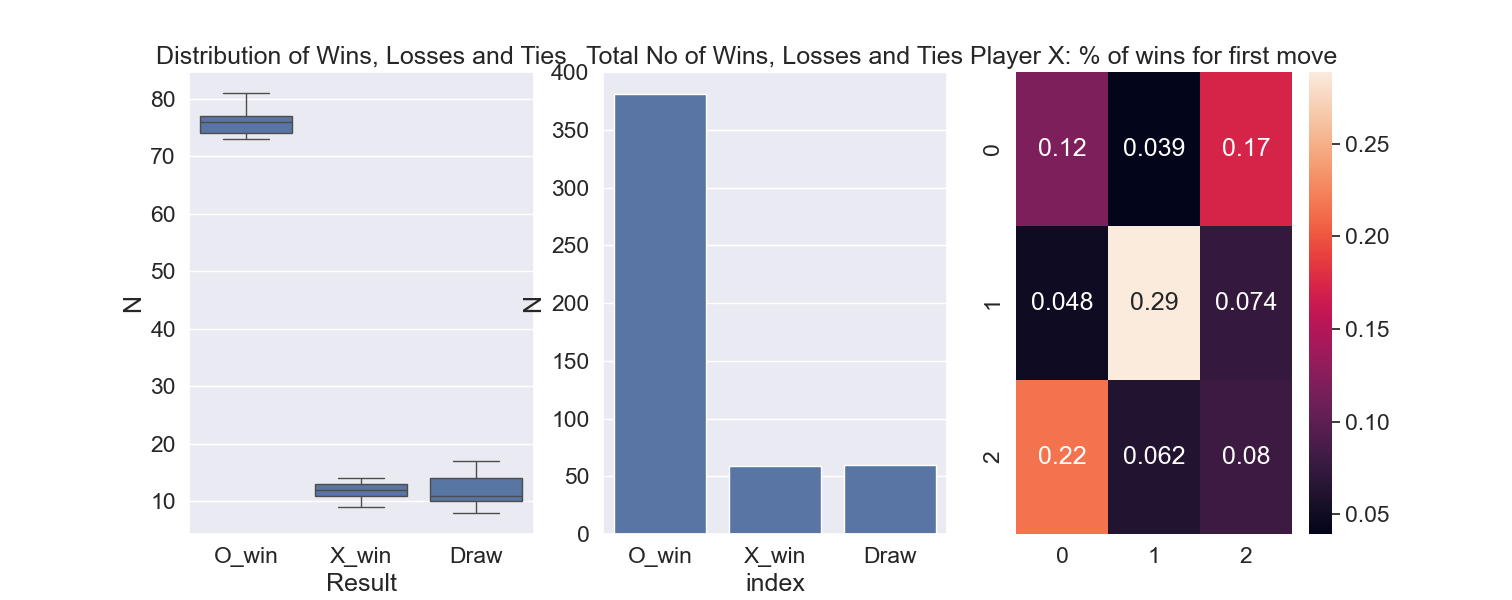 Distribution of Wins, Losses and Ties
N
80
70
60
50
40
30
20
10
O_win X_win Draw
Result
Total No of Wins, Losses and Ties
N
400
350
300
250
200
150
100
50
0
O_win X_win Draw
index
Player X: % of wins for first move
0 0.12 0.039 0.17
1 0.048 0.29 0.074
2 0.22 0.062 0.08
0 1 2
0.25
0.20
0.15
0.10
0.05